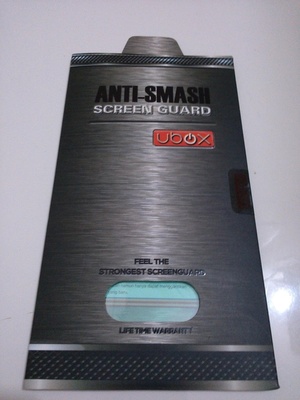 ANTI-SMASH
SCREEN GUARD
ubox
FEEL THE
STRONGEST SCREENGUARD
LIFE TIME WARRANTY